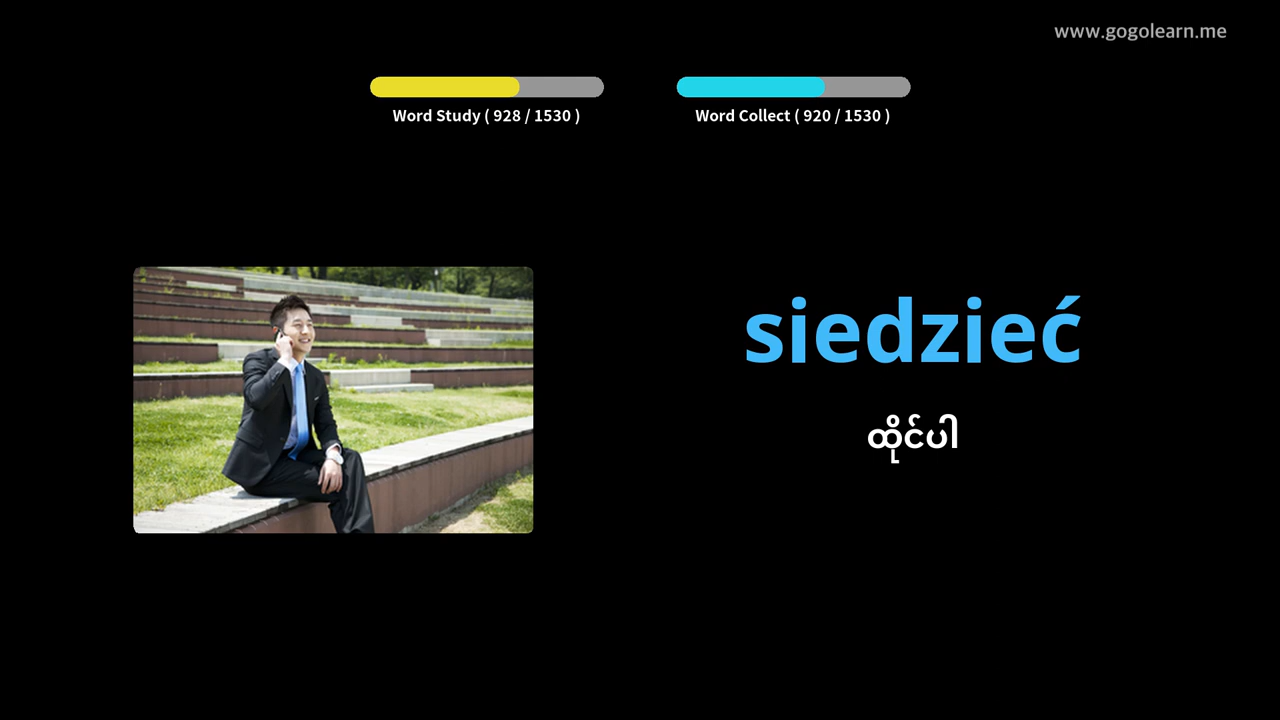 www.gogolearn.me
Word Study ( 928 / 1530 )
Word Collect ( 920 / 1530 )
siedzieć
ထိုင်ပါ